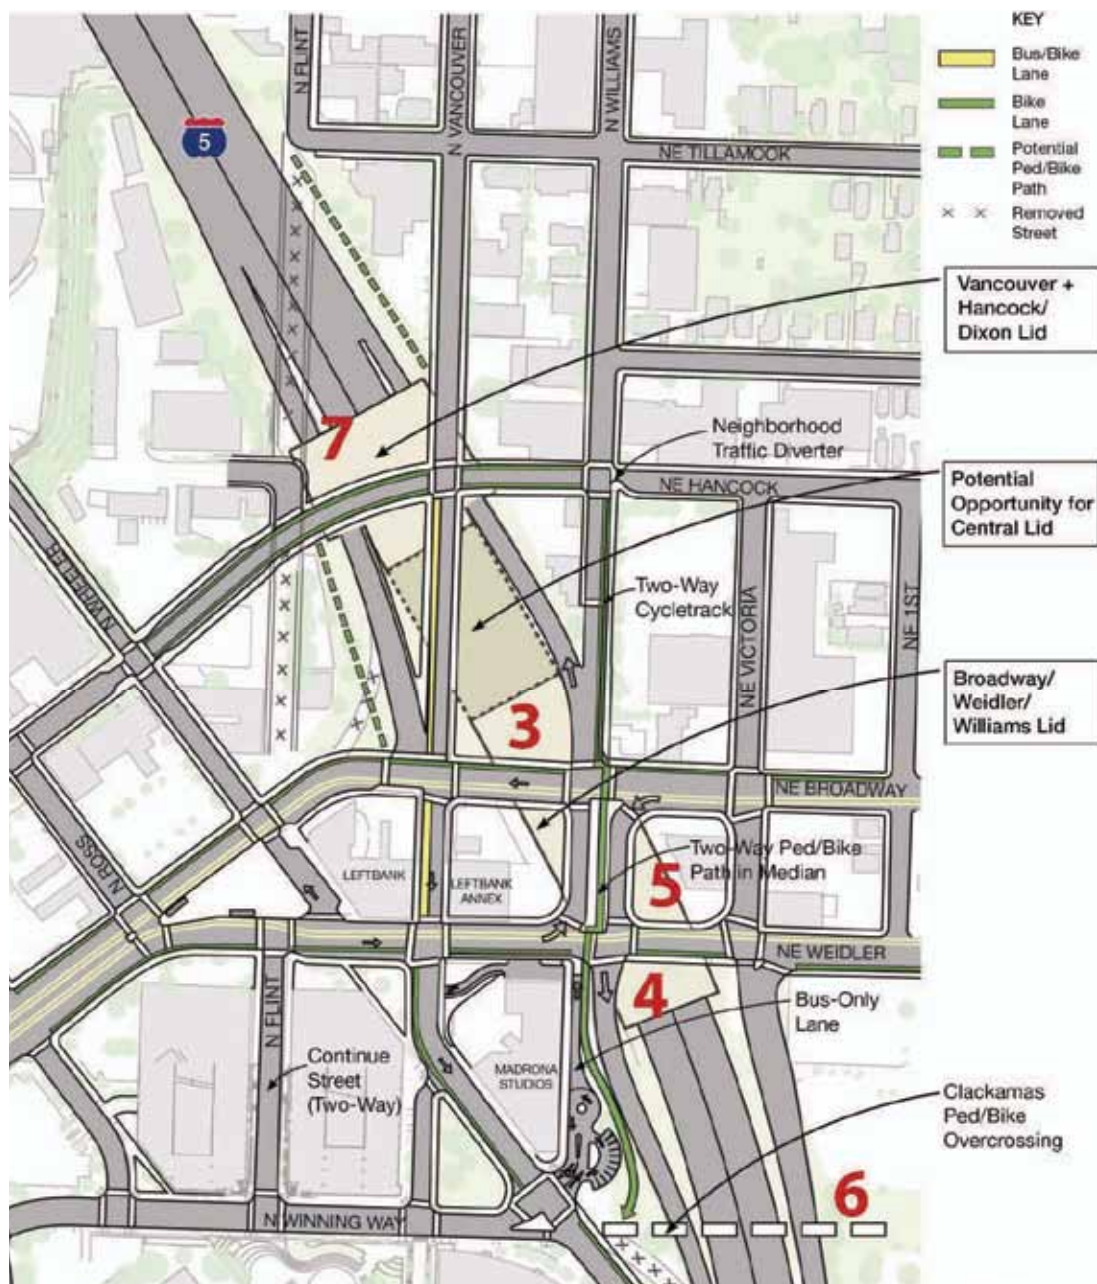 KEY
Bus/Bike
Lane
Bike
Lane
Potential
Ped/Bike
Path
Removed
Street
N FLINT
N VANCOUVER
N WILLIAMS
5
NE TILLAMOOK
Vancouver +
Hancock/
Dixon Lid
7
Neighborhood
Traffic Diverter
NE HANCOCK
Potential
Opportunity for
Central Lid
N WHEELER
Two-Way
Cycletrack
NE VICTORIA
NE 1ST
Broadway/
Weidler/
Williams Lid
3
NE BROADWAY
N ROSS
LEFTBANK
LEFTBANK
ANNEX
Two-Way Ped/Bike
Path in Median
5
NE WEIDLER
4
Bus-Only
Lane
N FLINT
Continue
Street
(Two-Way)
MADRONA
STUDIOS
Clackamas
Ped/Bike
Overcrossing
6
N WINNING WAY